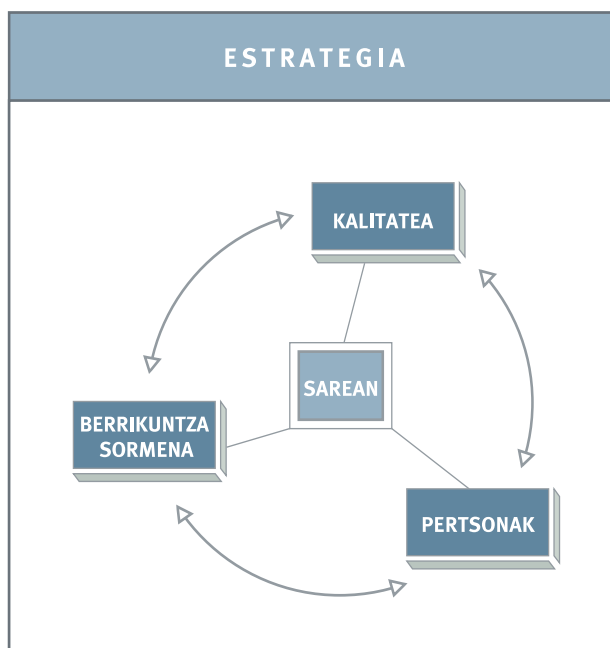 ESTRATEGIA
KALITATEA
SAREAN
BERRIKUNTZA
SORMENA
PERTSONAK